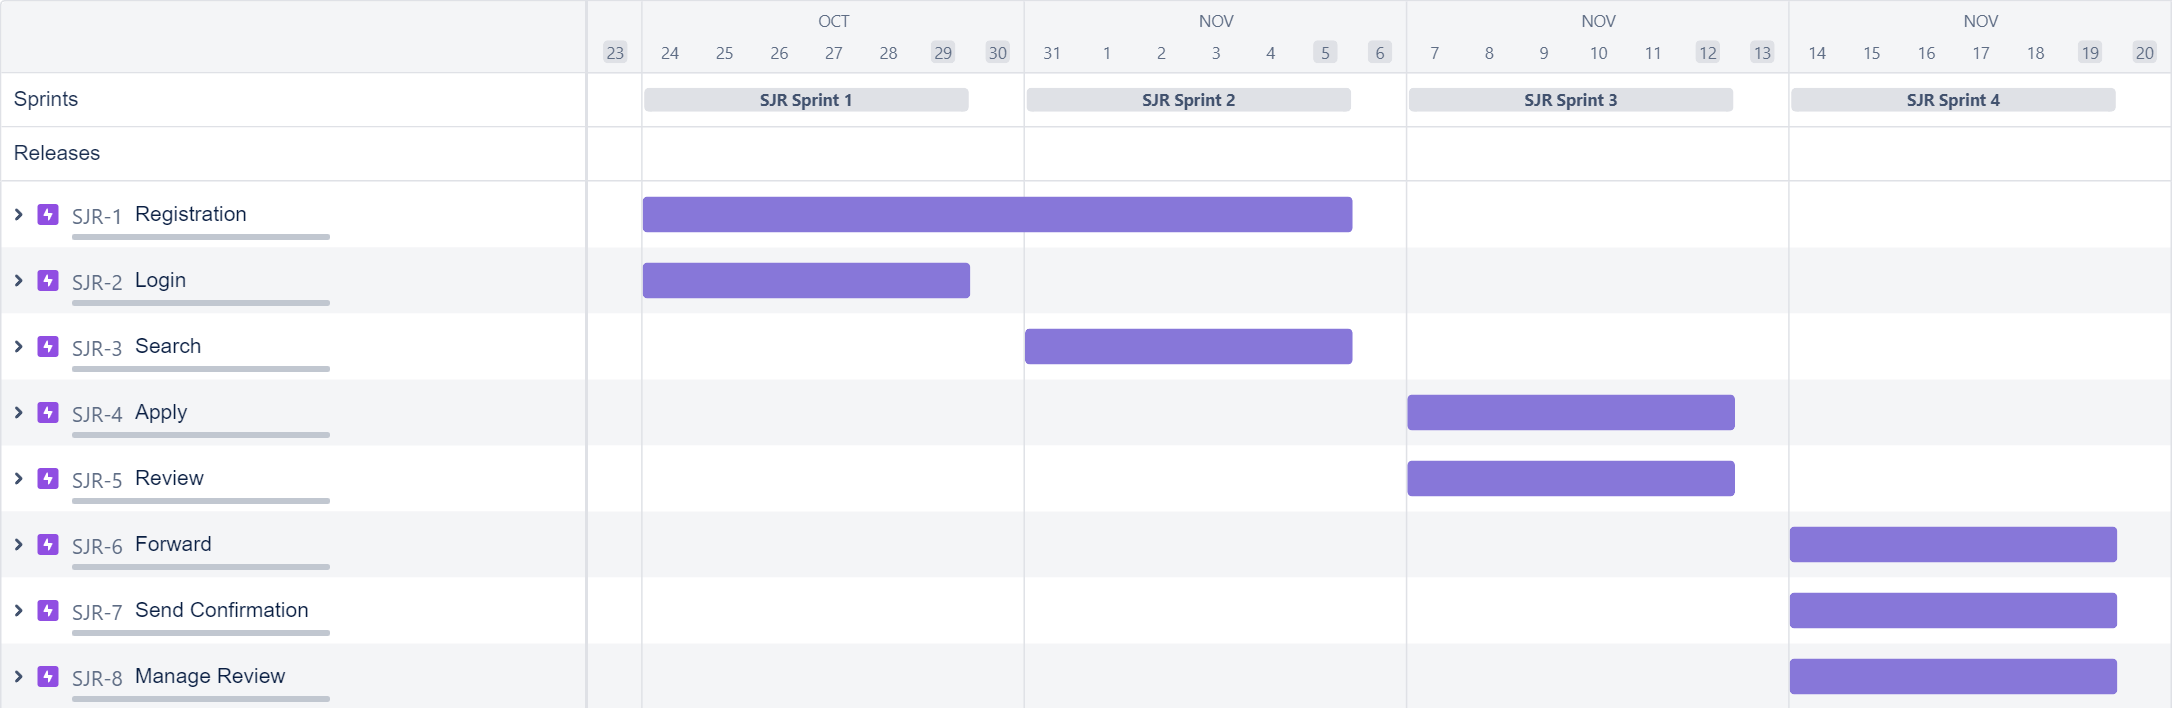 OCT NOV NOV NOV
23 24 25 26 27 28 29 30 31 1 2 3 4 5 6 7 8 9 10 11 12 13 14 15 16 17 18 19 20
Sprints SJR Sprint 1 SJR Sprint 2 SJR Sprint 3 SJR Sprint 4
Releases
SJR-1 Registration
SJR-2 Login
SJR-3 Search
SJR-4 Apply
SJR-5 Review
SJR-6 Forward
SJR-7 Send Confirmation
SJR-8 Manage Review